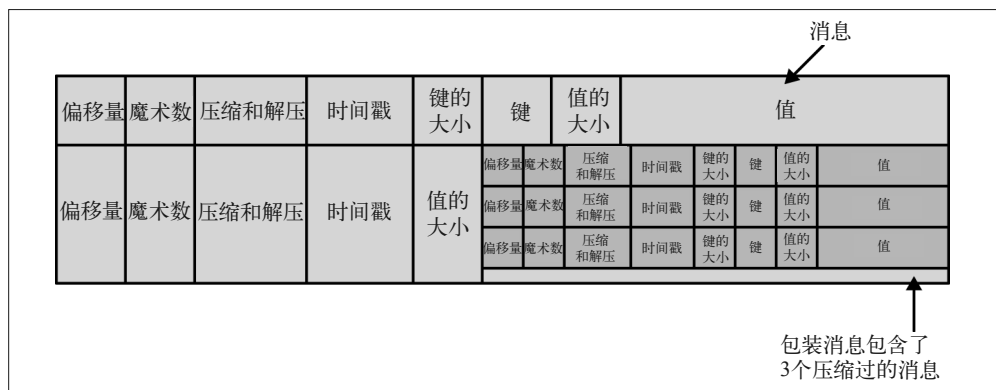 消息
偏移量 魔术数 压缩和解压 时间戳 键的大小 键 值的大小 值
偏移量 魔术数 压缩和解压 时间戳 值的大小
偏移量 魔术数 压缩和解压 时间戳 键的大小 键 值的大小 值
偏移量 魔术数 压缩和解压 时间戳 键的大小 键 值的大小 值
偏移量 魔术数 压缩和解压 时间戳 键的大小 键 值的大小 值
包装消息包含了
3个压缩过的消息